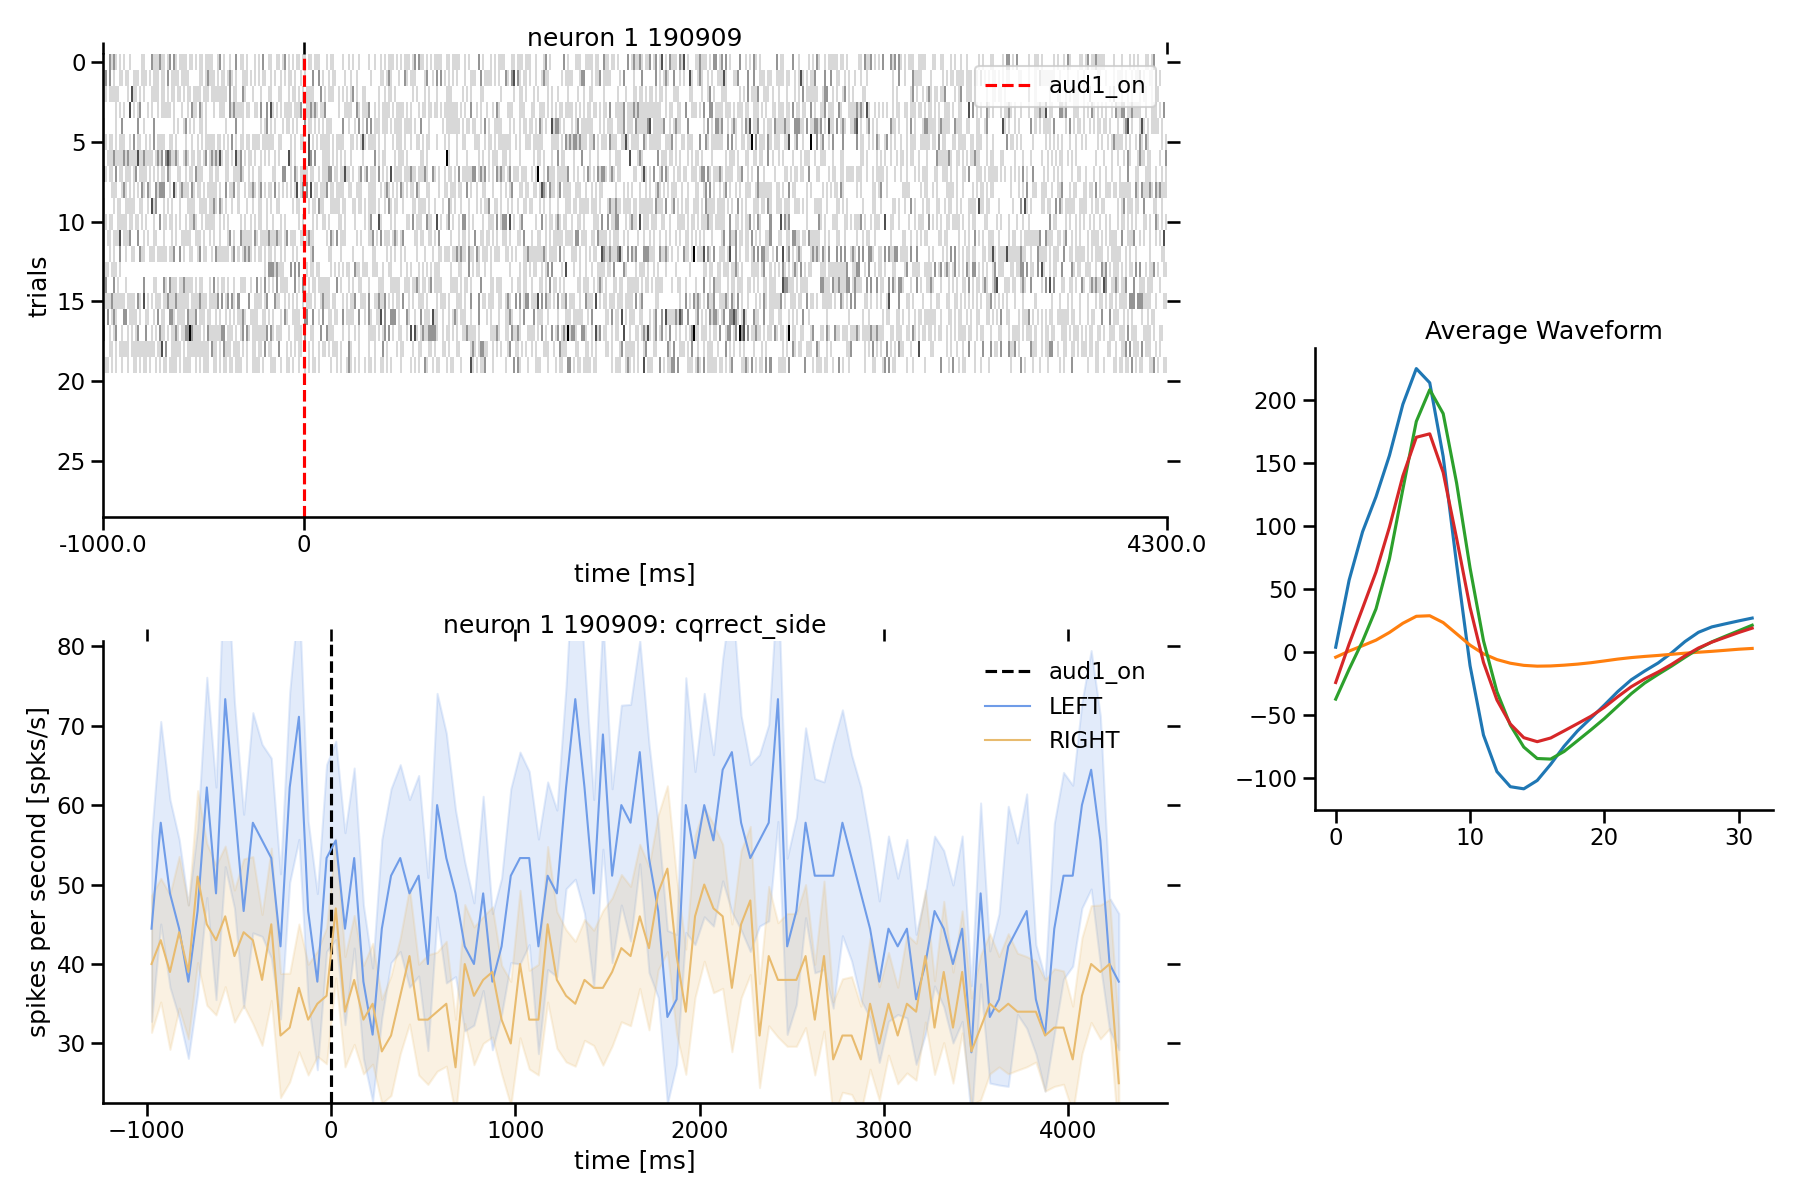 neuron 1 190909
0
5
10
15
20
25
trials
aud1_on
-1000.0
0
4300.0
time [ms]
neuron 1 190909: correct_side
80
70
60
50
40
30
spikes per second [spks/s]
aud1_on
LEFT
RIGHT
−1000
0
1000
2000
3000
4000
time [ms]
Average Waveform
200
150
100
50
0
−50
−100
0
10
20
30